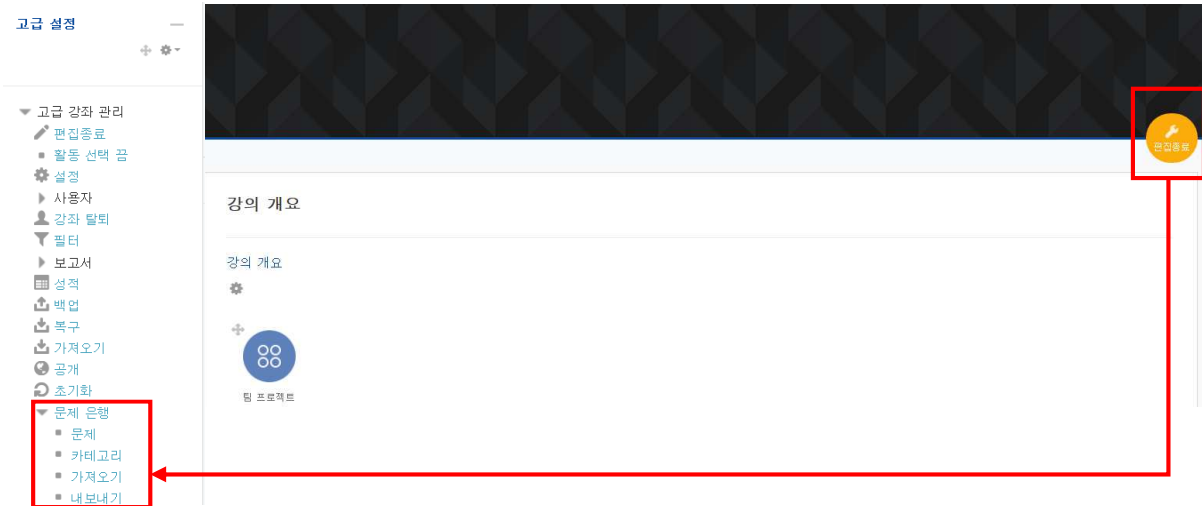 고급 설정
고급 강좌 관리
편집종료
활동 선택 끔
설정
사용자
강좌 탈퇴
필터
보고서
성적
백업
복구
가져오기
공개
초기화
문제 은행
문제
카테고리
가져오기
내보내기
편집종료
강의 개요
강의 개요
팀 프로젝트